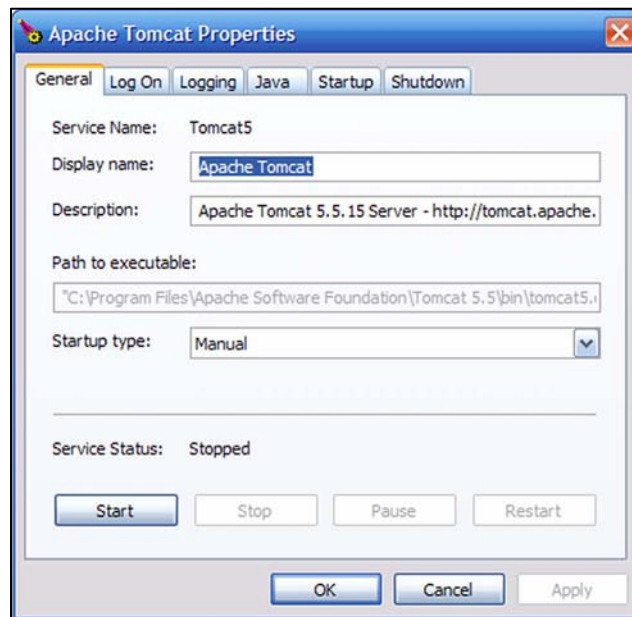 Apache Tomcat Properties
General Log On Logging Java Startup Shutdown
Service Name: Tomcat5
Display name: Apache Tomcat
Description: Apache Tomcat 5.5.15 Server - http://tomcat.apache.
Path to executable:
"C:\Program Files\Apache Software Foundation\Tomcat 5.5\bin\tomcat5.
Startup type: Manual
Service Status: Stopped
Start Stop Pause Restart
OK Cancel Apply